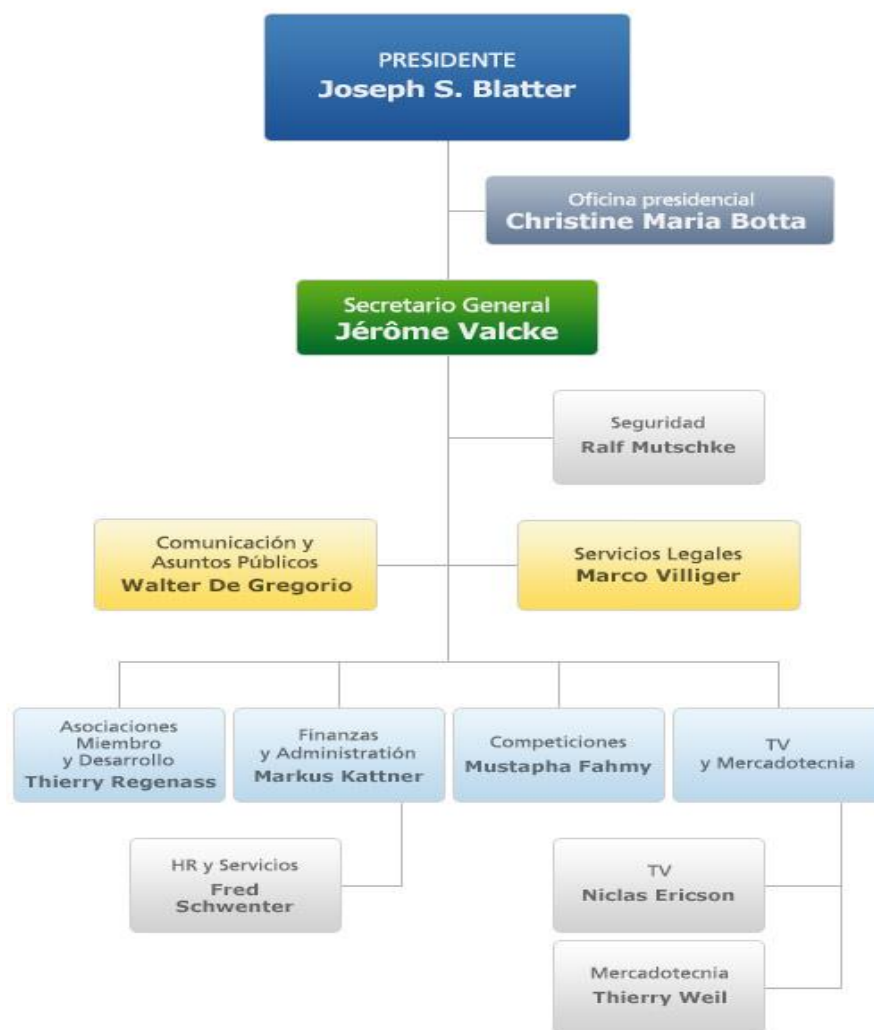 PRESIDENTE
Joseph S. Blatter
Oficina presidencial
Christine Maria Botta
Secretario General
Jérôme Valcke
Seguridad
Ralf Mutschke
Comunicación y
Asuntos Públicos
Walter De Gregorio
Servicios Legales
Marco Villiger
Asociaciones
Miembro
y Desarrollo
Thierry Regenass
Finanzas
y Administratión
Markus Kattner
Competiciones
Mustapha Fahmy
TV
y Mercadotecnia
HR y Servicios
Fred
Schwenter
TV
Niclas Ericson
Mercadotecnia
Thierry Weil